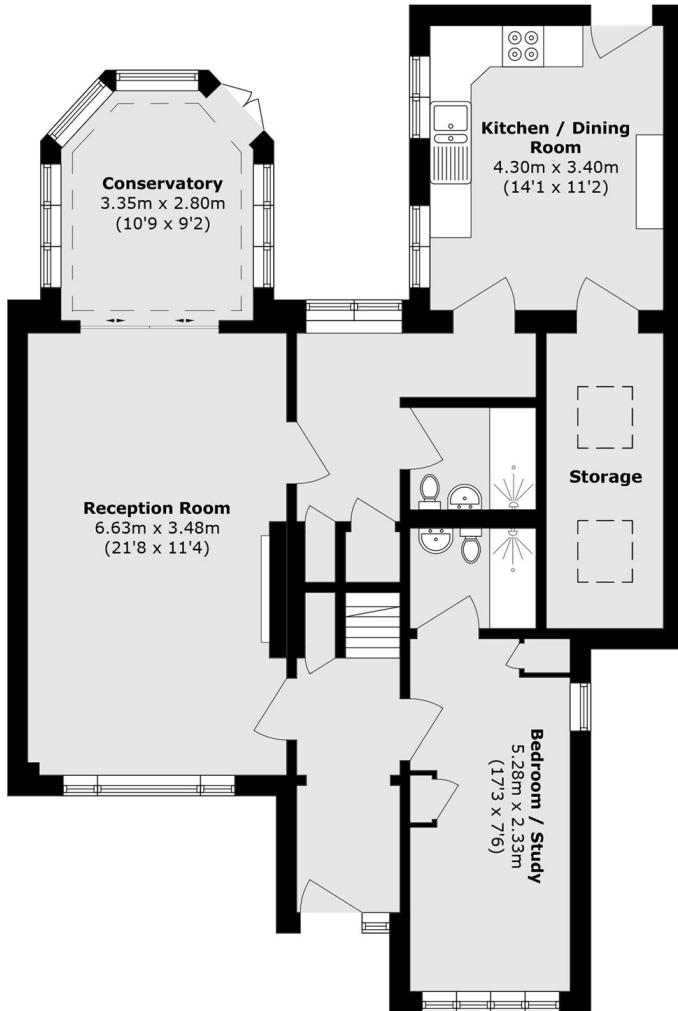 Kitchen / Dining
Room
4.30m x 3.40m
(14'1 x 11'2)
Conservatory
3.35m x 2.80m
(10'9 x 9'2)
Reception Room
6.63m x 3.48m
(21'8 x 11'4)
Storage
Bedroom / Study
5.28m x 2.33m
(17'3 x 7'6)